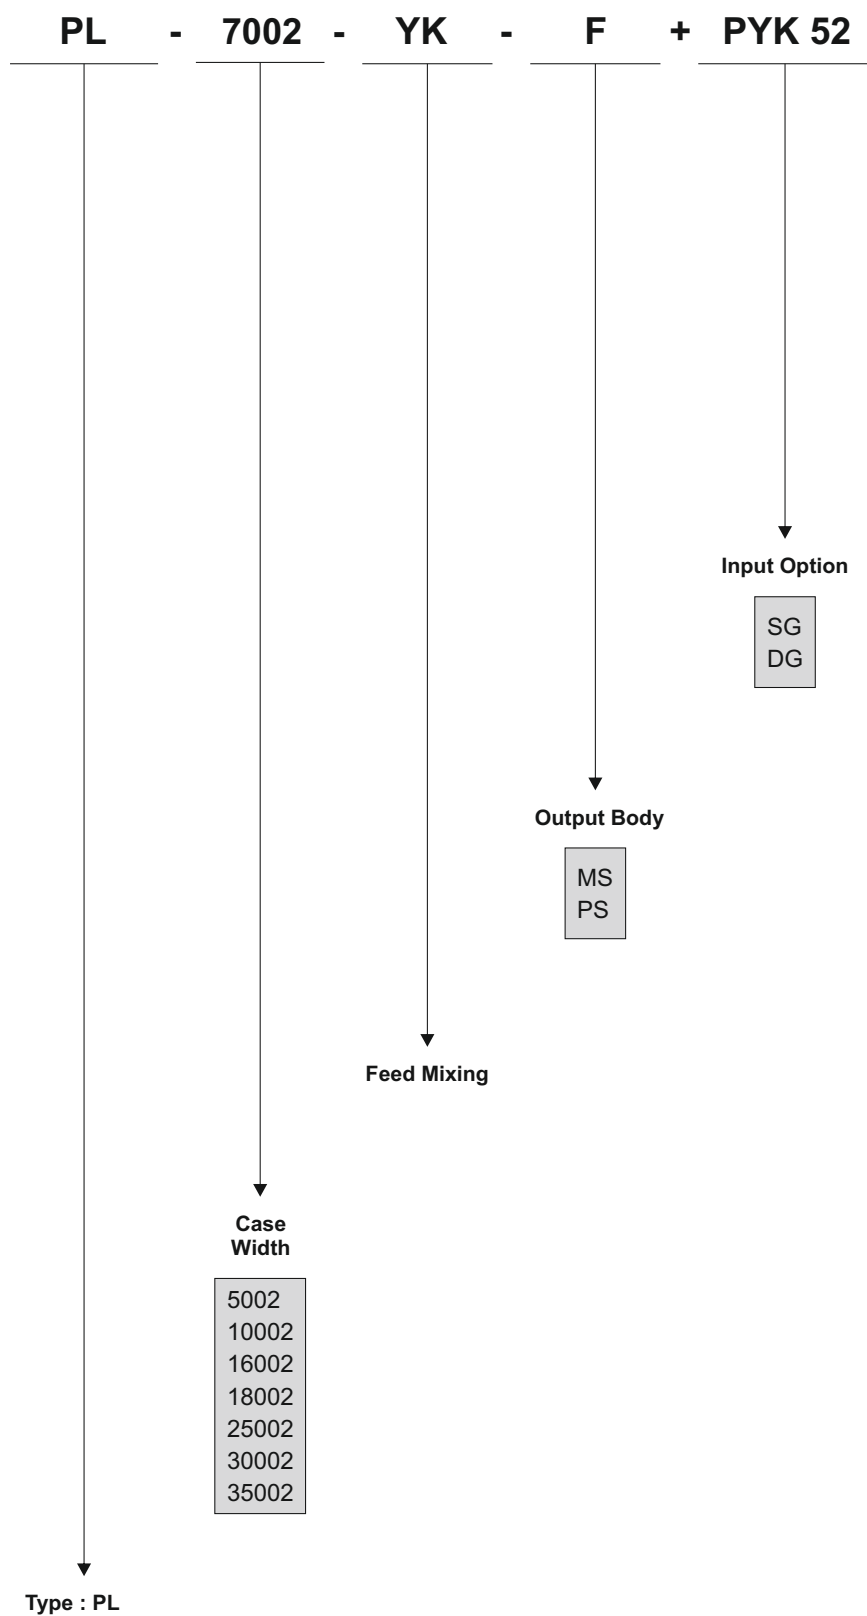 PL - 7002 - YK - F + PYK 52
Input Option
SG
DG
Output Body
MS
PS
Feed Mixing
Case
Width
5002
10002
16002
18002
25002
30002
35002
Type : PL